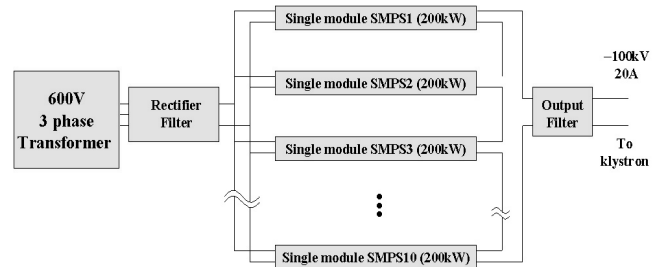 600V
3 phase
Transformer
Rectifier
Filter
Single module SMPS1 (200kW)
Single module SMPS2 (200kW)
Single module SMPS3 (200kW)
Single module SMPS10 (200kW)
Output
Filter
–100kV
20A
To
klystron